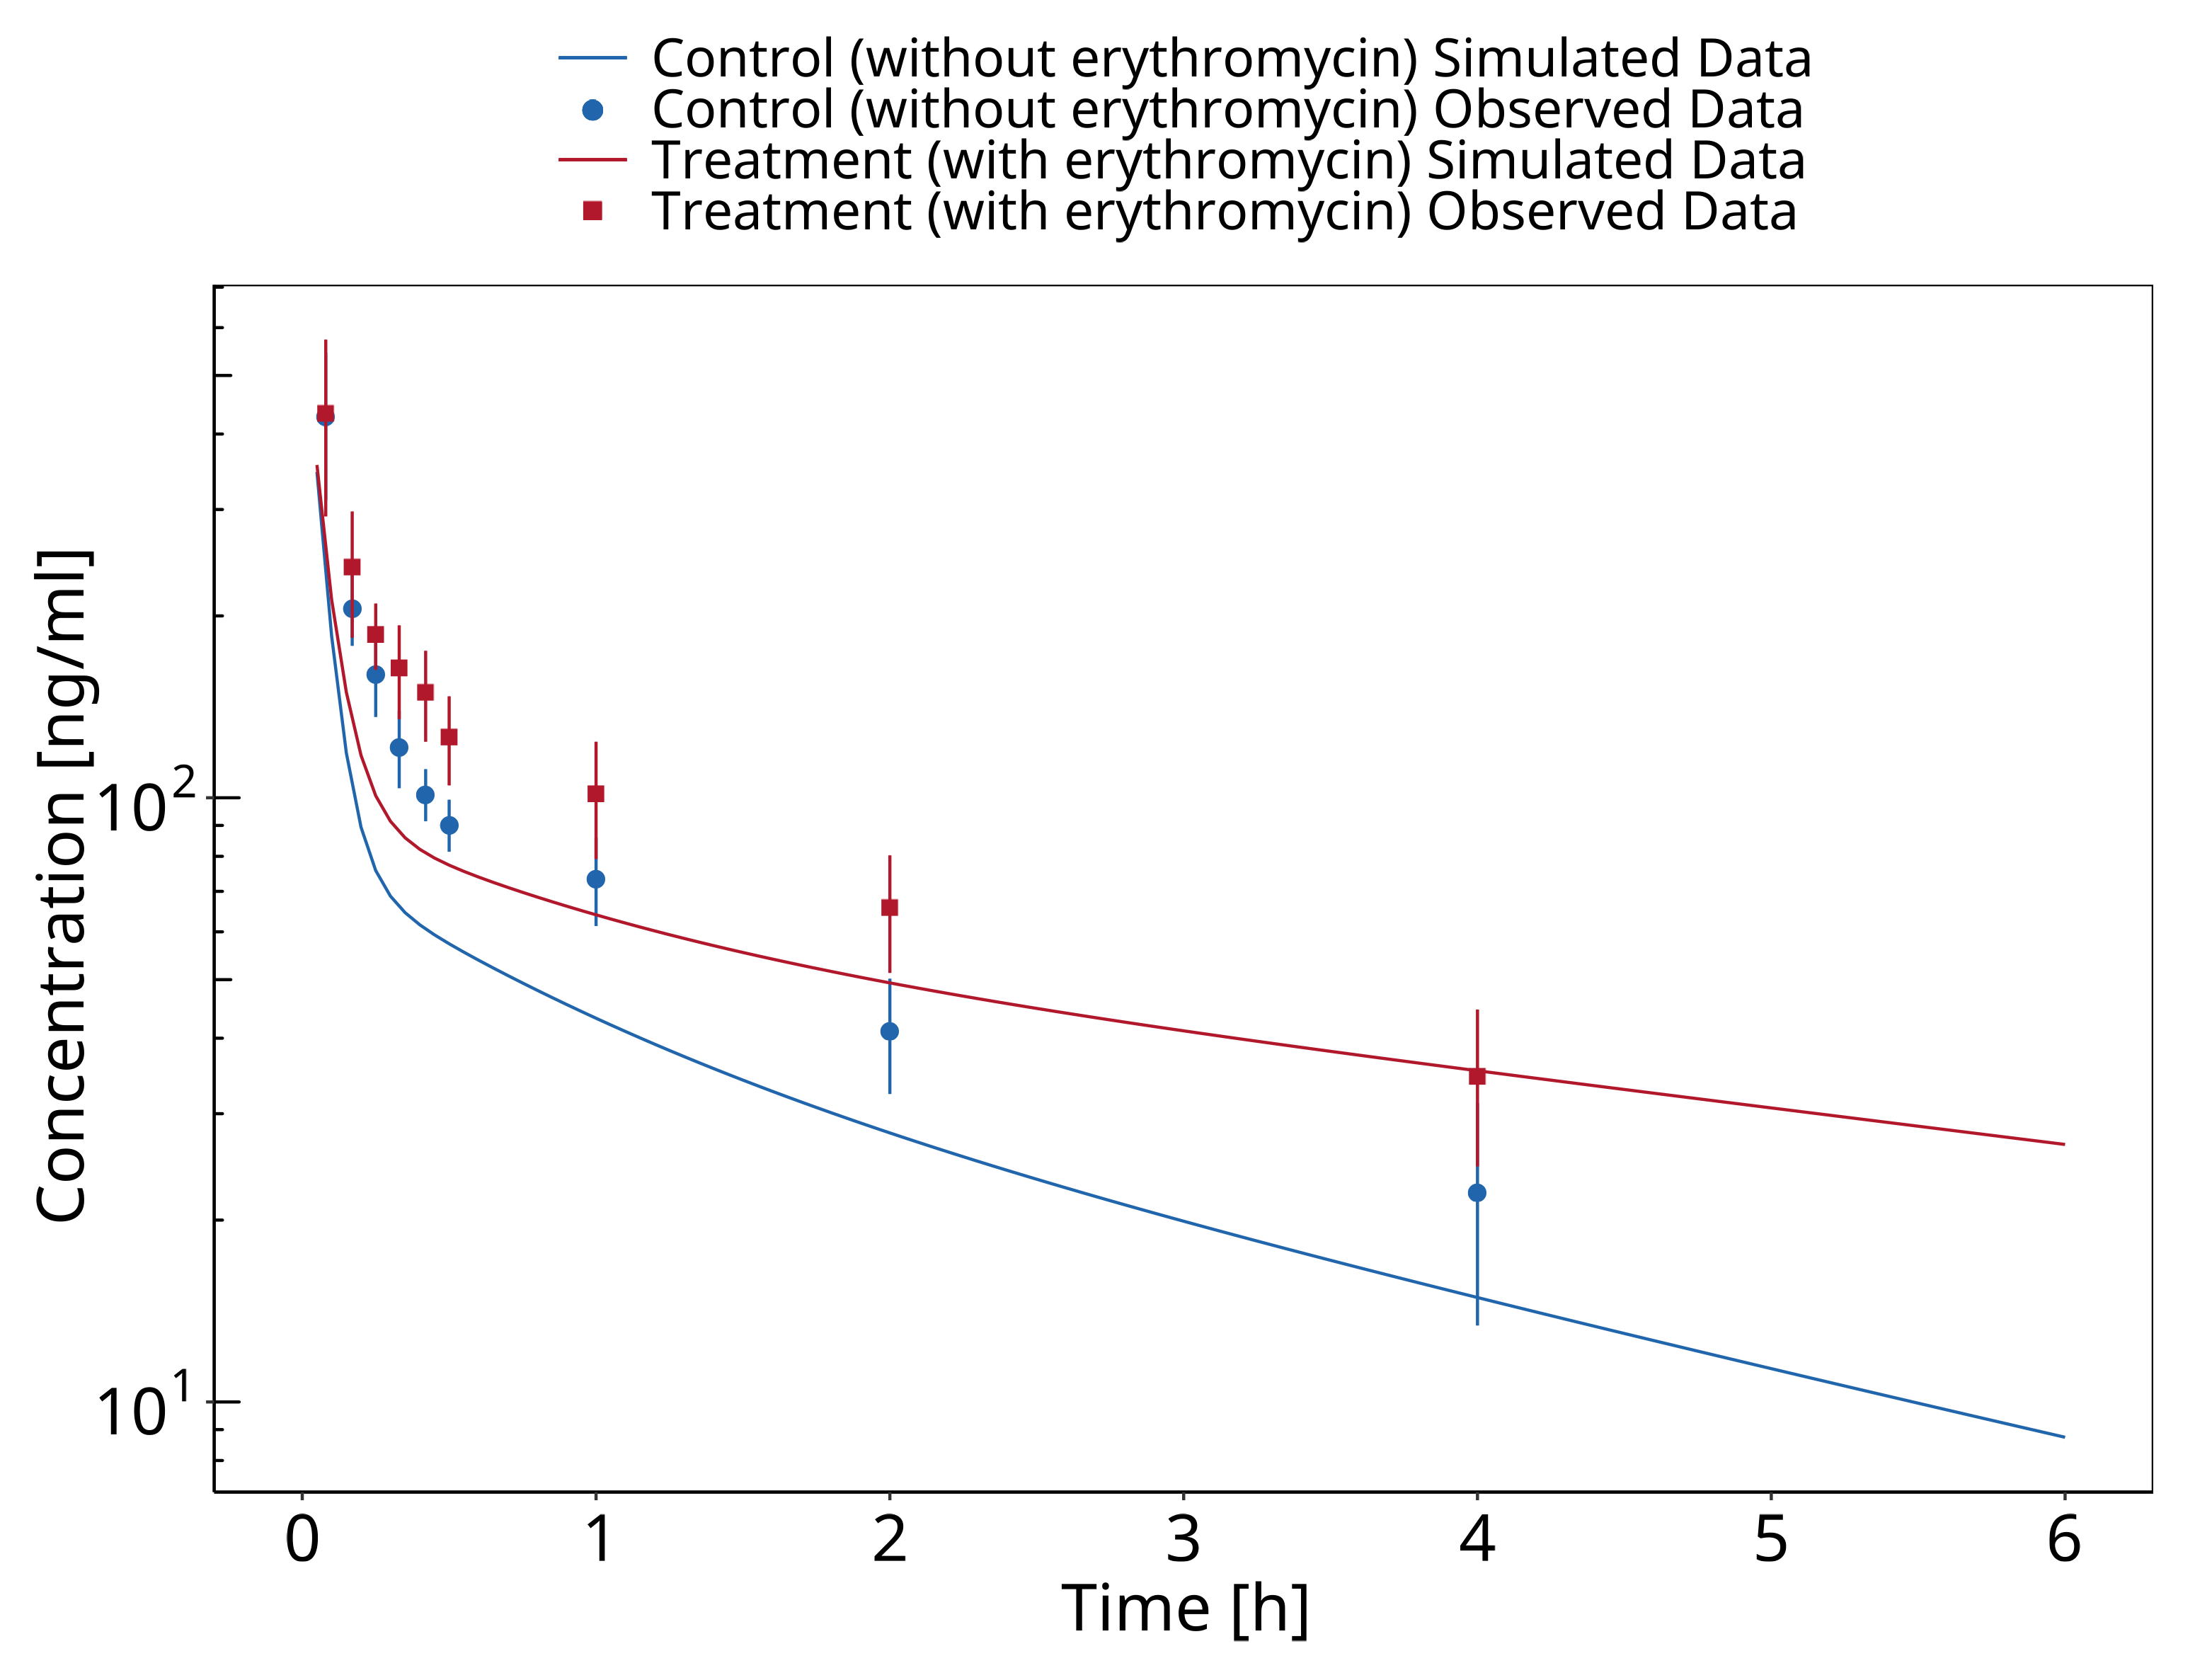 Control (without erythromycin) Simulated Data
Control (without erythromycin) Observed Data
Treatment (with erythromycin) Simulated Data
Treatment (with erythromycin) Observed Data
Concentration [ng/ml]
10²
10¹
0 1 2 3 4 5 6
Time [h]